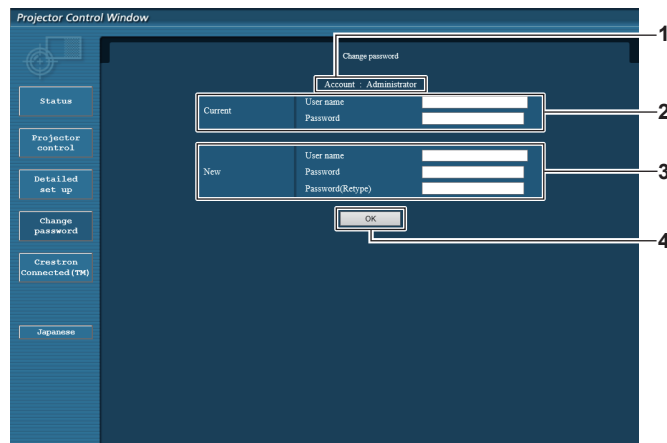 Projector Control Window
Status
Projector
control
Detailed
set up
Change
password
Crestron
Connected(TM)
Japanese
Change password
Account : Administrator
Current
User name
Password
New
User name
Password
Password(Retype)
OK
1
2
3
4